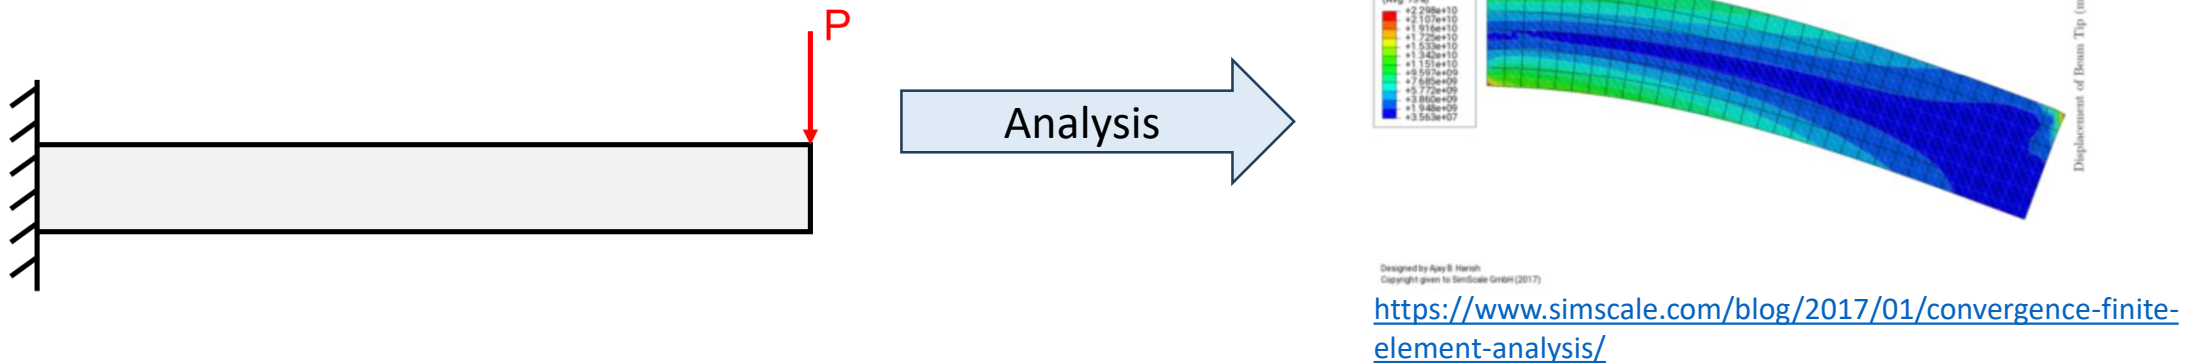 P
Analysis
+2.298e+10
+2.107e+10
+1.916e+10
+1.725e+10
+1.533e+10
+1.342e+10
+1.151e+10
+9.597e+09
+7.685e+09
+5.772e+09
+3.860e+09
+1.948e+09
+3.563e+07
Displacement of Beam Tip
Designed by Ajay B. Harish
Copyright given to SimScale GmbH (2017)
https://www.simscale.com/blog/2017/01/convergence-finite-
element-analysis/